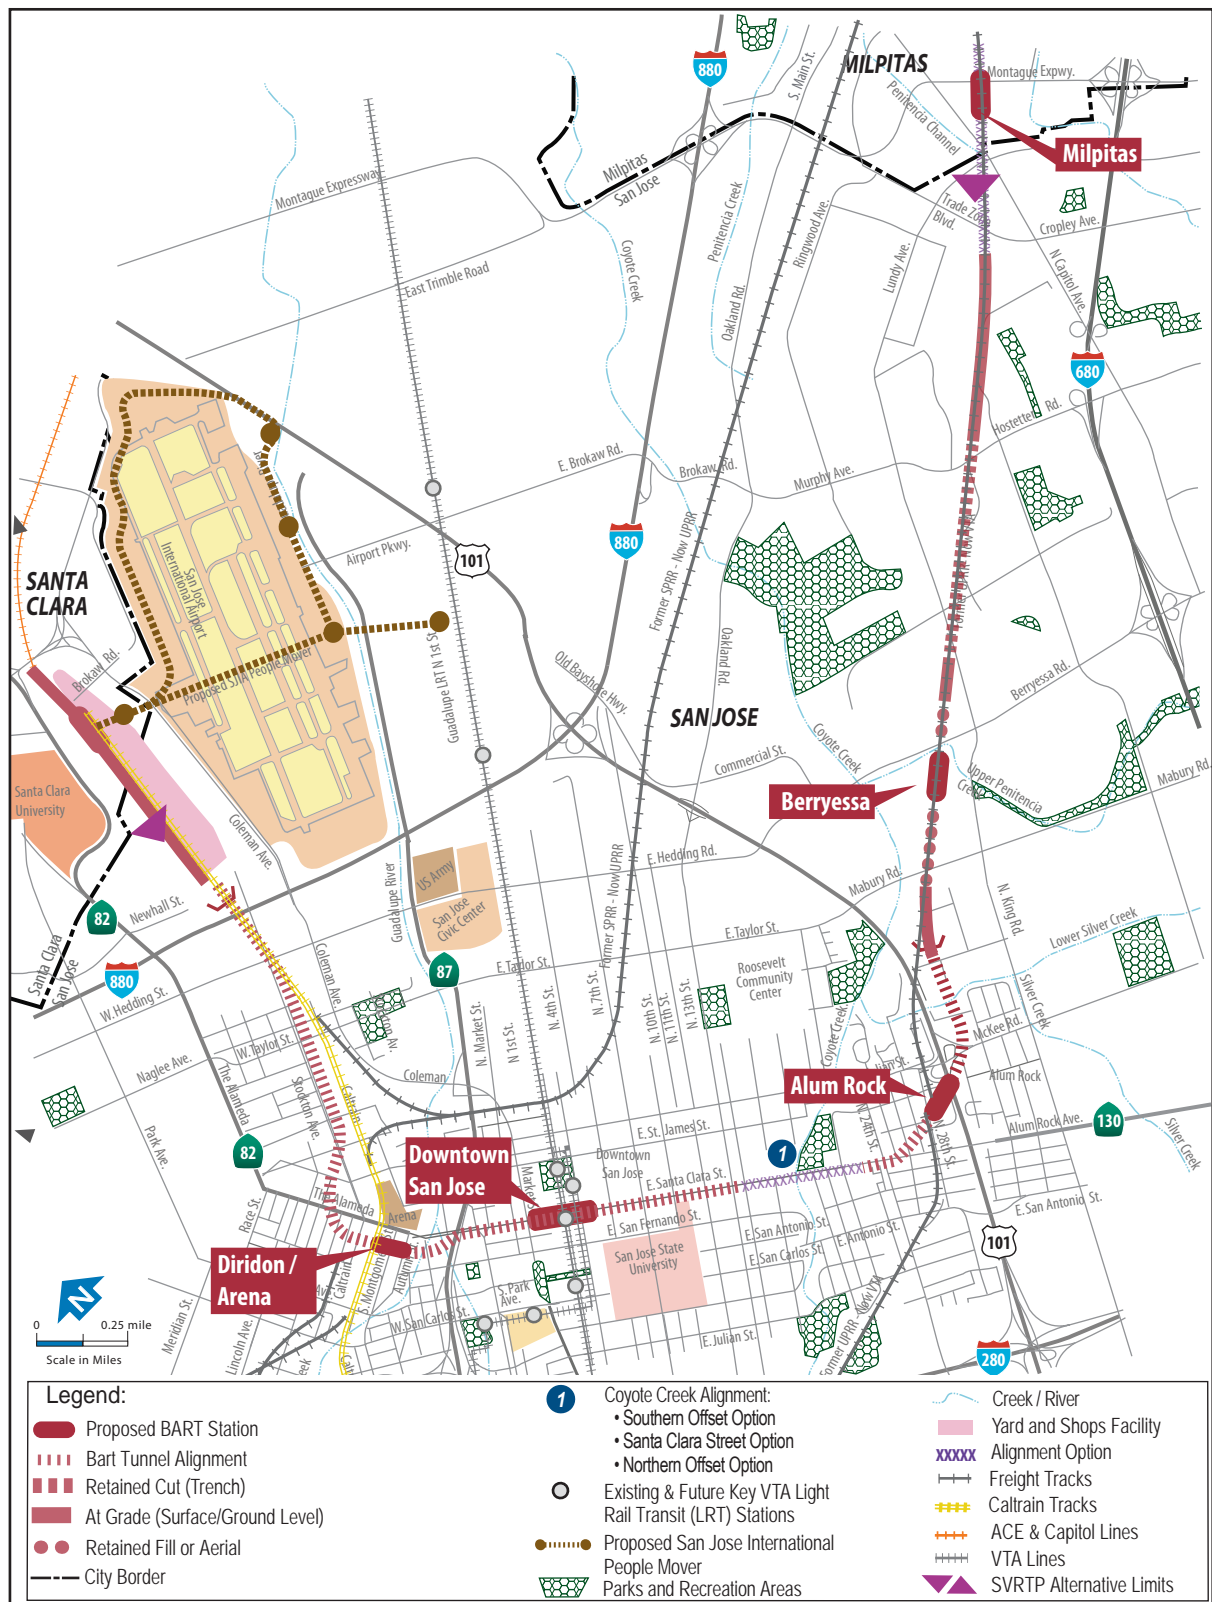 880
S. Main St.
MILPITAS
Montague Expwy.
Penitencia Channel
Milpitas
Milpitas
San Jose
Montague Expressway
Penitencia Creek
Ringwood Ave.
Trade Zone
Blvd.
Cropley Ave.
Coyote Creek
Lundy Ave.
N Capitol Ave.
East Trimble Road
Oakland Rd.
680
Hostetter Rd.
E. Brokaw Rd.
Brokaw Rd.
Murphy Ave.
880
Airport Pkwy.
101
Former SPRR - Now UPRR
SANTA
CLARA
San Jose
International Airport
Oakland Rd.
Guadalupe LRT N 1st St.
Brokaw Rd.
Proposed SJIA People Mover
Old Bayshore Hwy.
Berryessa Rd.
SAN JOSE
Coyote Creek
Commercial St.
Upper Penitencia
Creek
Mabury Rd.
Berryessa
Santa Clara
University
Coleman Ave.
E. Hedding Rd.
US Army
Guadalupe River
Mabury Rd.
San Jose
Civic Center
N. King Rd.
Newhall St.
82
Former SPRR - Now UPRR
E.Taylor St.
Lower Silver Creek
Santa Clara
San Jose
880
87
E.Taylor St.
Roosevelt
Community
Center
W. Hedding St.
Coleman Ave.
N. 7th St.
N. 4th St.
N. 10th St.
N. 11th St.
N. 13th St.
Silver Creek
McKee Rd.
N. Market St.
N 1st St.
Coyote Creek
W.Taylor St.
Naglee Ave.
The Alameda
Stockton Ave.
Caltrain
Coleman
Alum Rock
Alum Rock
130
Alum Rock Ave.
Park Ave.
82
E. St. James St.
N. 24th St.
N. 28th St.
Silver Creek
1
Downtown
San Jose
Downtown
San Jose
Market
E. Santa Clara St.
The Alameda
Race St.
Arena
E. San Fernando St.
E. San Antonio St.
E. San Antonio St.
E. Antonio St.
San Jose State
University
E. San Carlos St.
101
Diridon /
Arena
Caltrain
S. Montgomery St.
Autumn
S. Park
Ave.
Former UPRR - Now VTA
N
0
0.25 mile
Scale in Miles
Meridian St.
Lincoln Ave.
W. San Carlos St.
E. Julian St.
280
Legend:
Proposed BART Station
Bart Tunnel Alignment
Retained Cut (Trench)
At Grade (Surface/Ground Level)
Retained Fill or Aerial
City Border
1
Coyote Creek Alignment:
• Southern Offset Option
• Santa Clara Street Option
• Northern Offset Option
Existing & Future Key VTA Light
Rail Transit (LRT) Stations
Proposed San Jose International
People Mover
Parks and Recreation Areas
Creek / River
Yard and Shops Facility
XXXXX Alignment Option
Freight Tracks
Caltrain Tracks
ACE & Capitol Lines
VTA Lines
SVRTP Alternative Limits